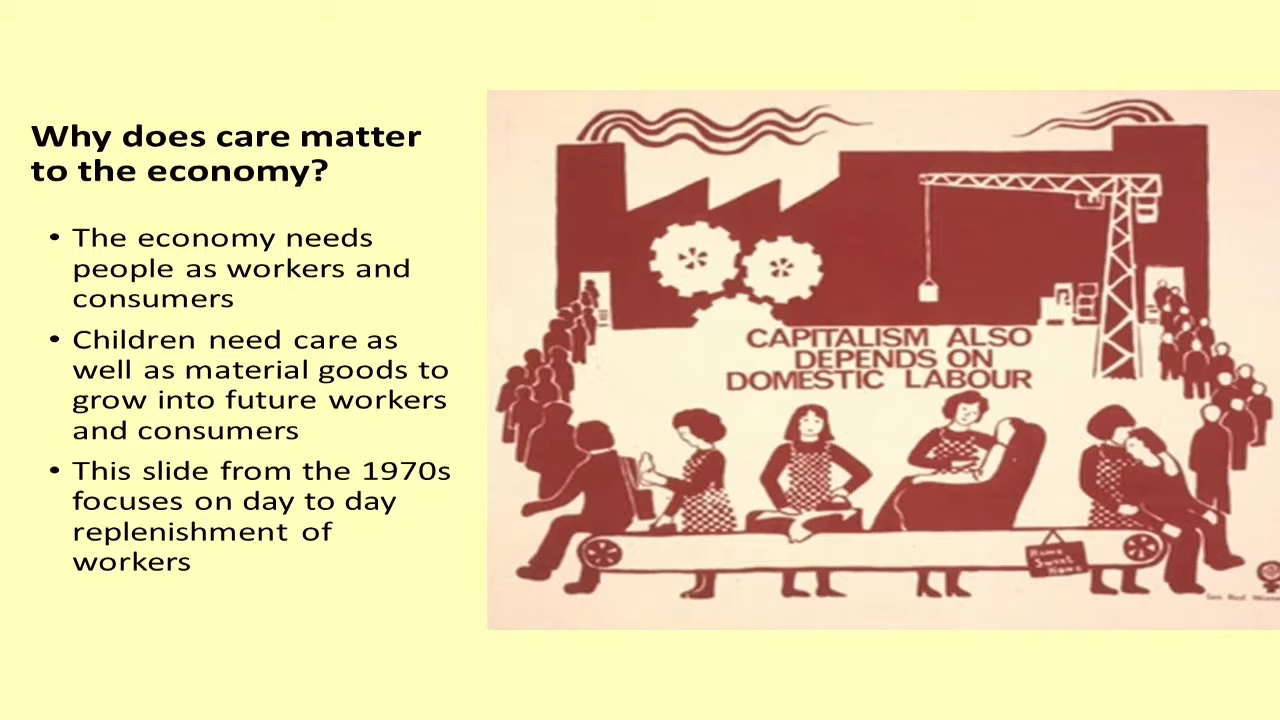 Why does care matter
to the economy?
• The economy needs
people as workers and
consumers
• Children need care as
well as material goods to
grow into future workers
and consumers
• This slide from the 1970s
focuses on day to day
replenishment of
workers
CAPITALISM ALSO
DEPENDS ON
DOMESTIC LABOUR
Home
Sweet
Home
Red